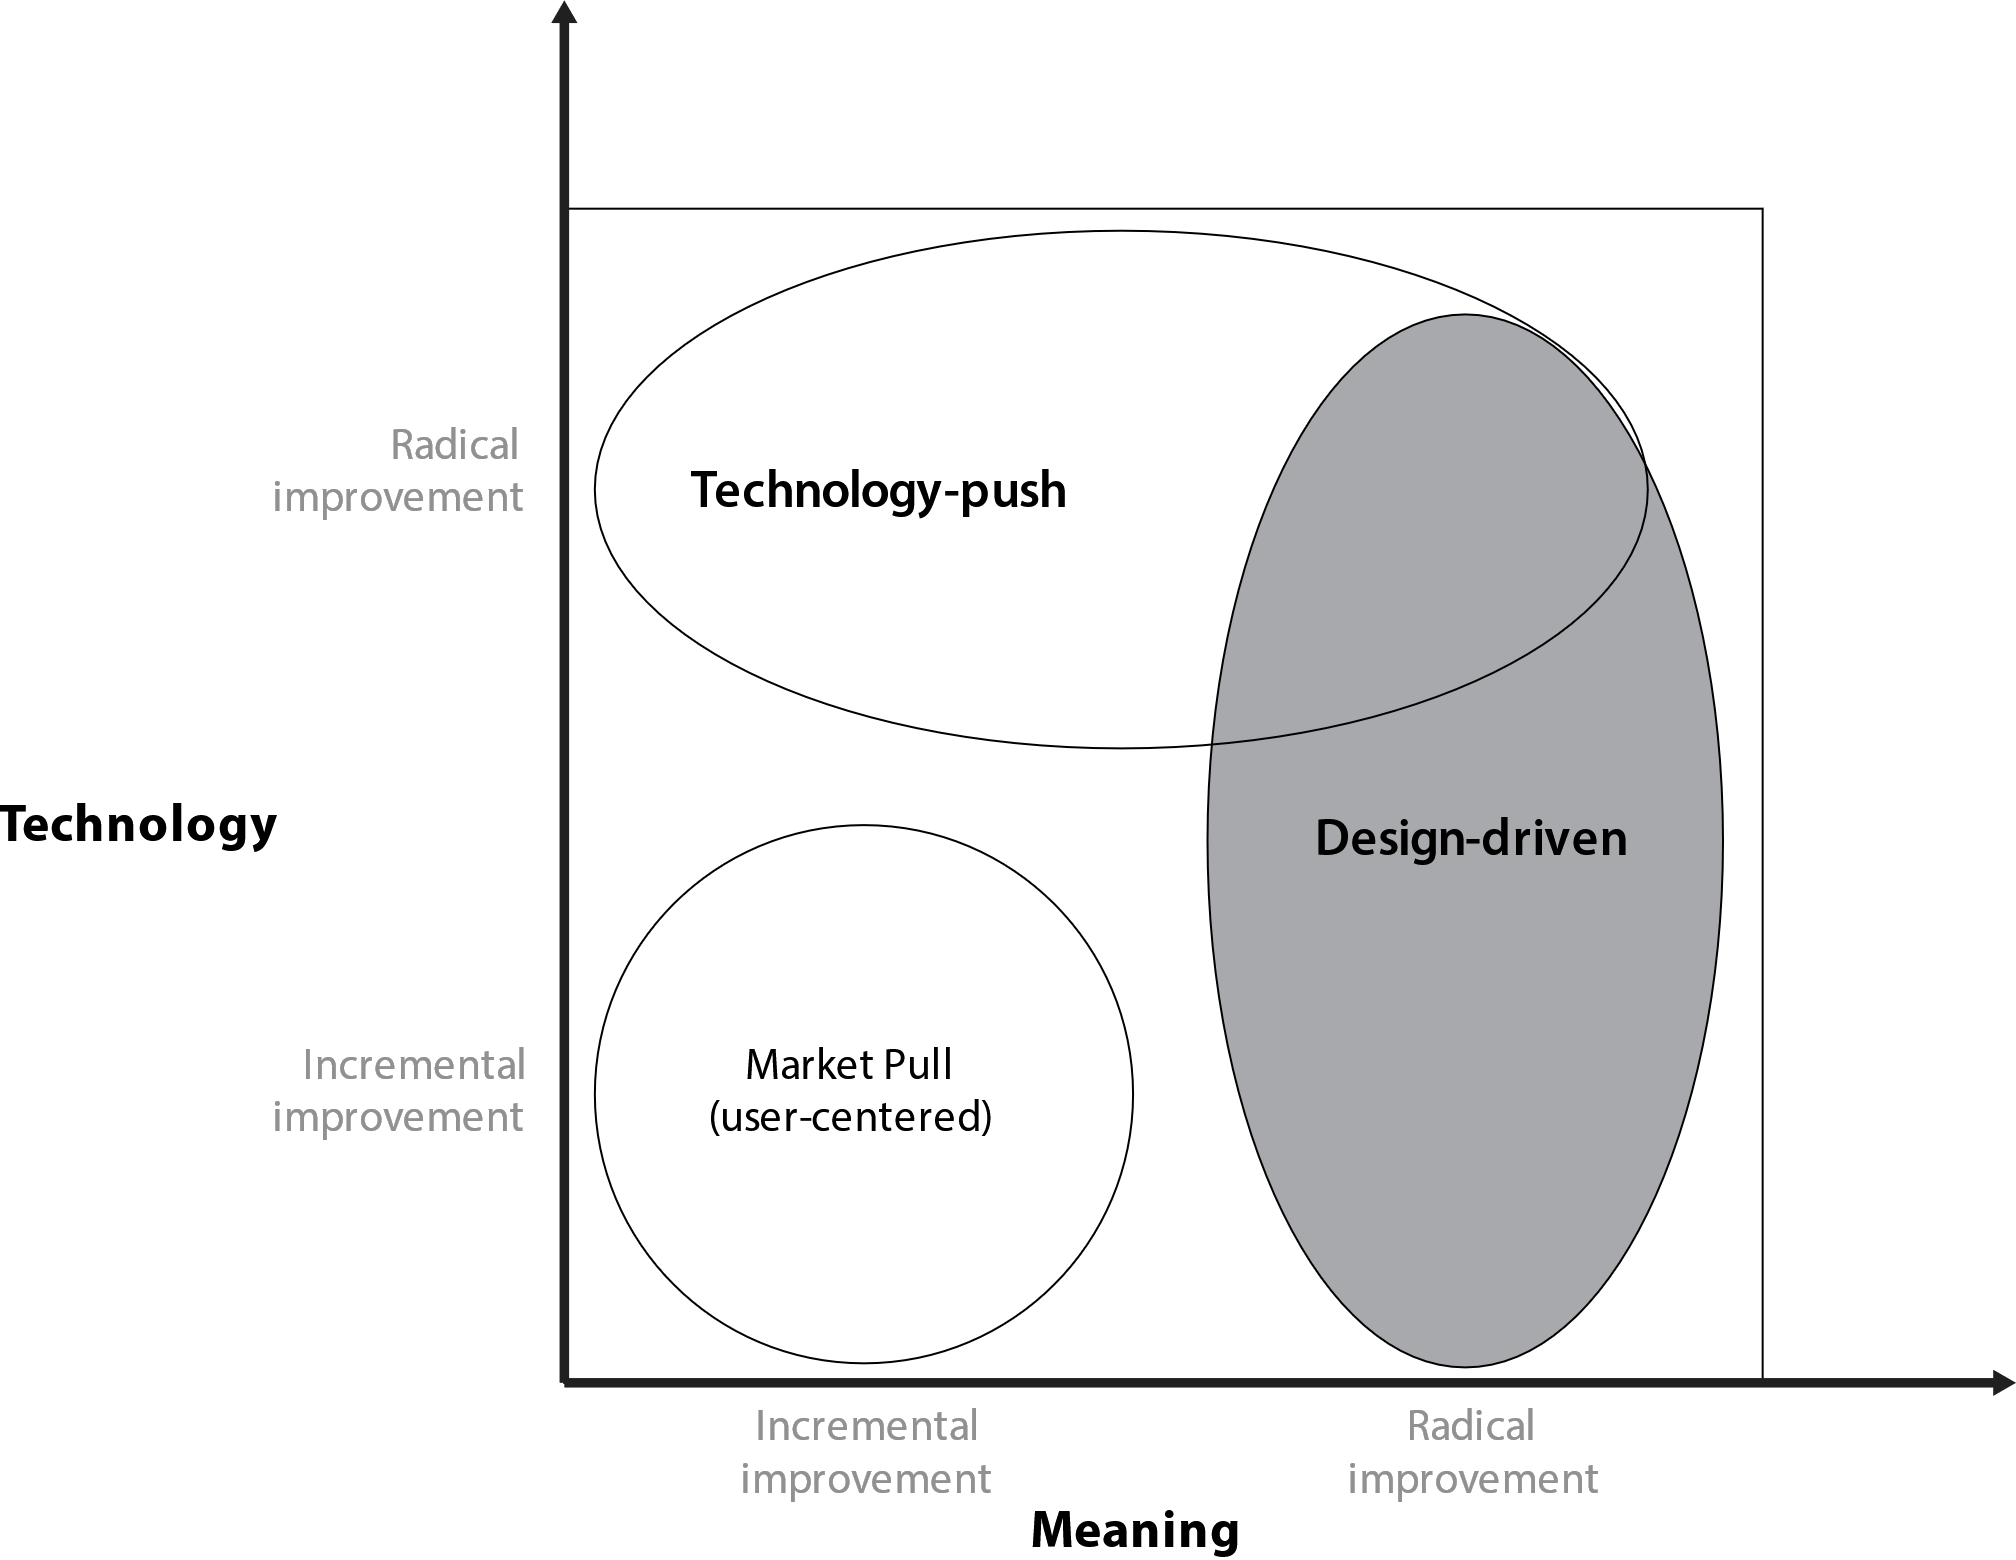 Radical
improvement
Technology-push
Technology
Design-driven
Incremental
improvement
Market Pull
(user-centered)
Incremental
improvement
Radical
improvement
Meaning